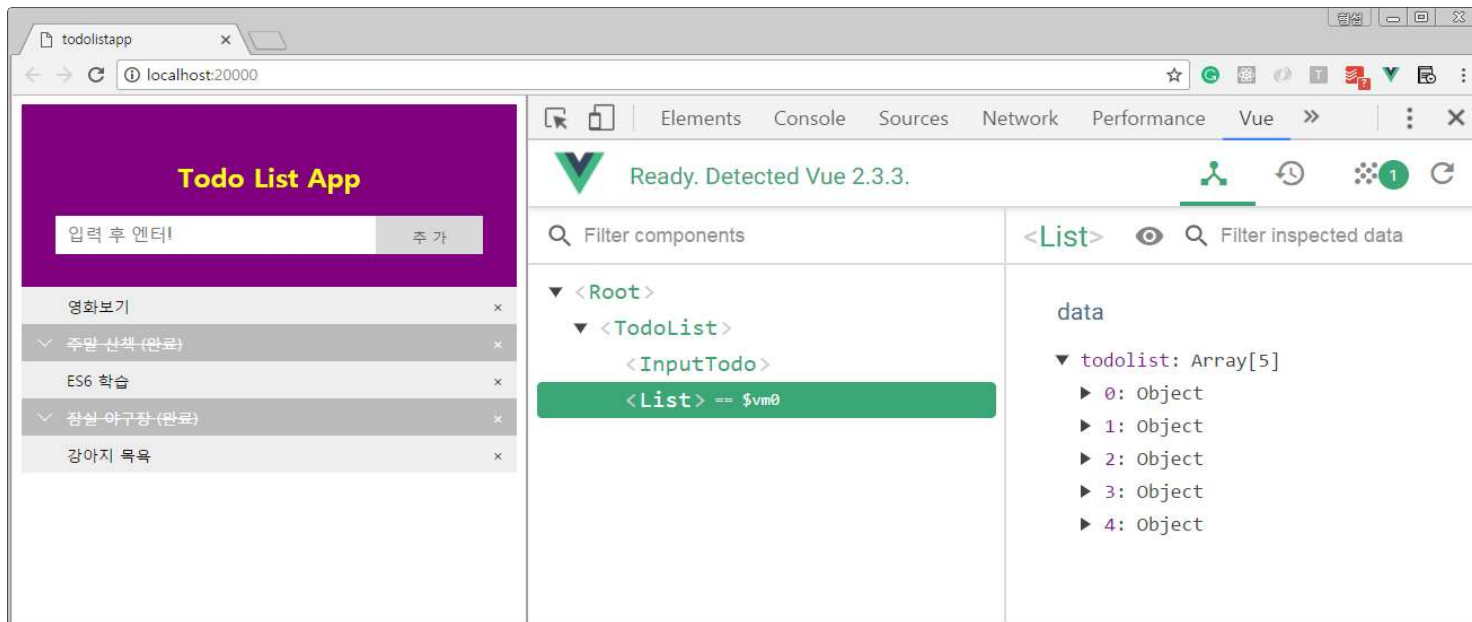 형섭
todolistapp
localhost:20000
Elements Console Sources Network Performance Vue »
Todo List App
입력 후 엔터!
추 가
영화보기 ×
주말 산책 (완료) ×
ES6 학습 ×
잠실 야구장 (완료) ×
강아지 목욕 ×
Ready. Detected Vue 2.3.3.
1
Filter components
▼ <Root>
▼ <TodoList>
<InputTodo>
<List> == $vm0
<List>
Filter inspected data
data
▼ todolist: Array[5]
▶ 0: Object
▶ 1: Object
▶ 2: Object
▶ 3: Object
▶ 4: Object